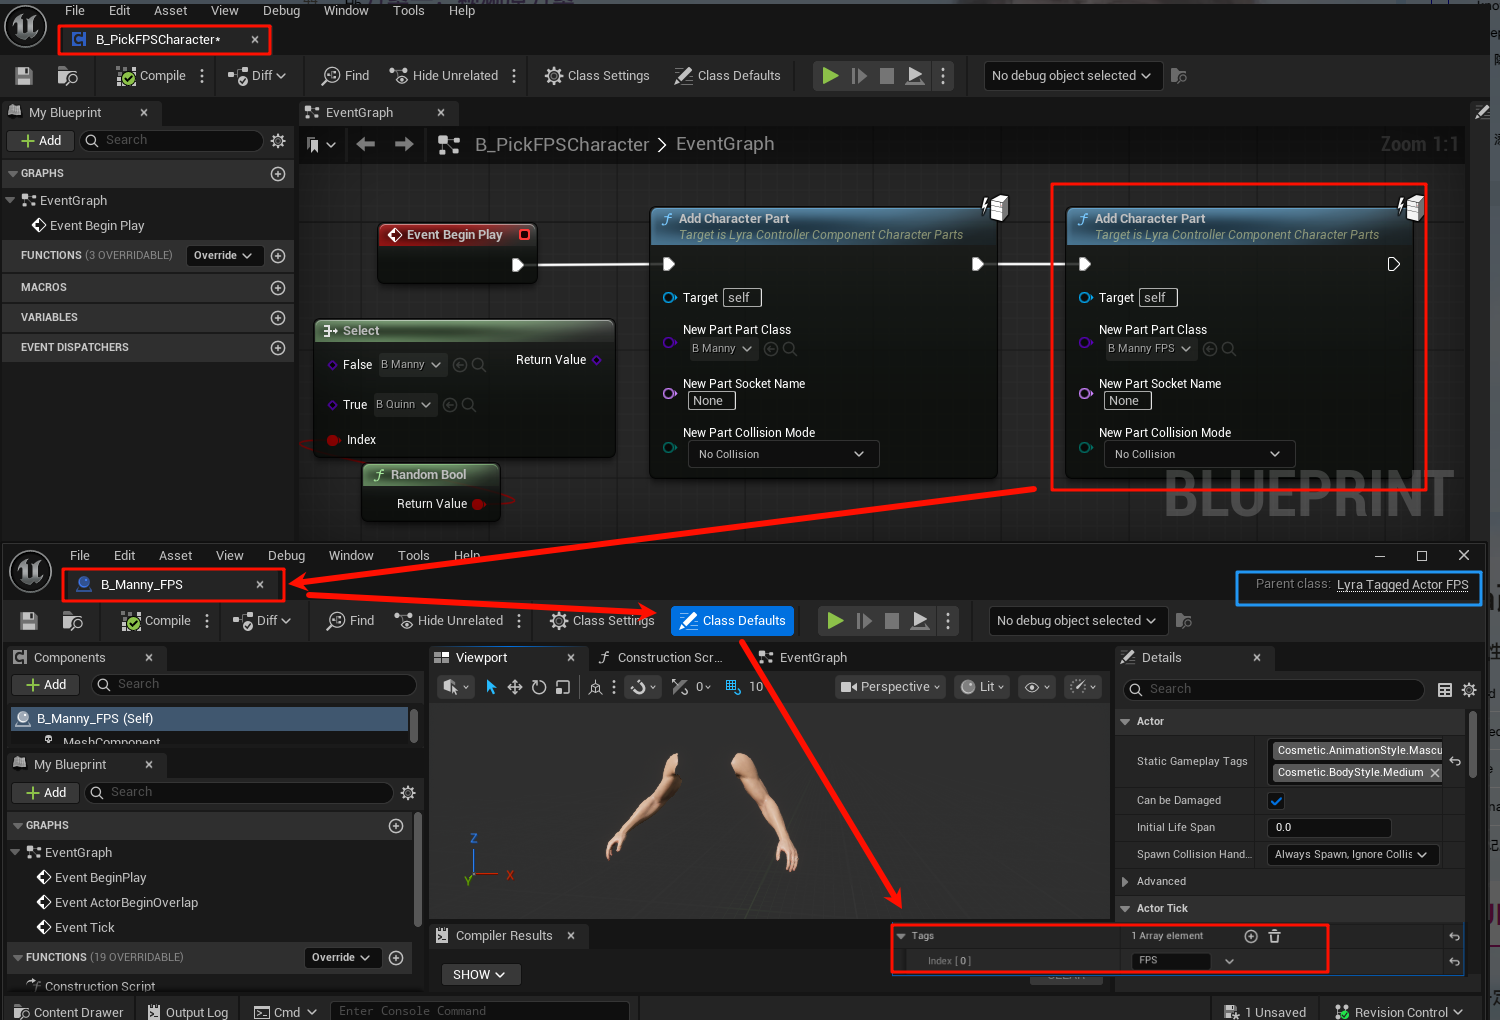 File Edit Asset View Debug Window Tools Help
B_PickFPSCharacter*
Compile Diff Find Hide Unrelated Class Settings Class Defaults No debug object selected
My Blueprint EventGraph
Add Search B_PickFPSCharacter > EventGraph Zoom 1:1
GRAPHS
EventGraph
Event Begin Play
FUNCTIONS (3 OVERRIDABLE) Override
MACROS
VARIABLES
EVENT DISPATCHERS
Event Begin Play
Select
False B Manny Return Value
True B Quinn
Index
Random Bool
Return Value
Add Character Part
Target is Lyra Controller Component Character Parts
Target self
New Part Part Class
B Manny
New Part Socket Name
None
New Part Collision Mode
No Collision
Add Character Part
Target is Lyra Controller Component Character Parts
Target self
New Part Part Class
B Manny FPS
New Part Socket Name
None
New Part Collision Mode
No Collision
BLUEPRINT
File Edit Asset View Debug Window Tools Help
B_Manny_FPS
Parent class: Lyra Tagged Actor FPS
Compile Diff Find Hide Unrelated Class Settings Class Defaults No debug object selected
Components
Add Search
B_Manny_FPS (Self)
MeshComponent
My Blueprint
Add Search
GRAPHS
EventGraph
Event BeginPlay
Event ActorBeginOverlap
Event Tick
FUNCTIONS (19 OVERRIDABLE) Override
Construction Script
Viewport Construction Scr... EventGraph
0 10 Perspective Lit
Z
X
Y
Compiler Results
SHOW
Details
Search
Actor
Static Gameplay Tags Cosmetic.AnimationStyle.Mascu
Cosmetic.BodyStyle.Medium
Can be Damaged
Initial Life Span 0.0
Spawn Collision Hand... Always Spawn, Ignore Collis
Advanced
Actor Tick
Tags 1 Array element
Index [ 0 ] FPS
Content Drawer Output Log Cmd Enter Console Command 1 Unsaved Revision Control